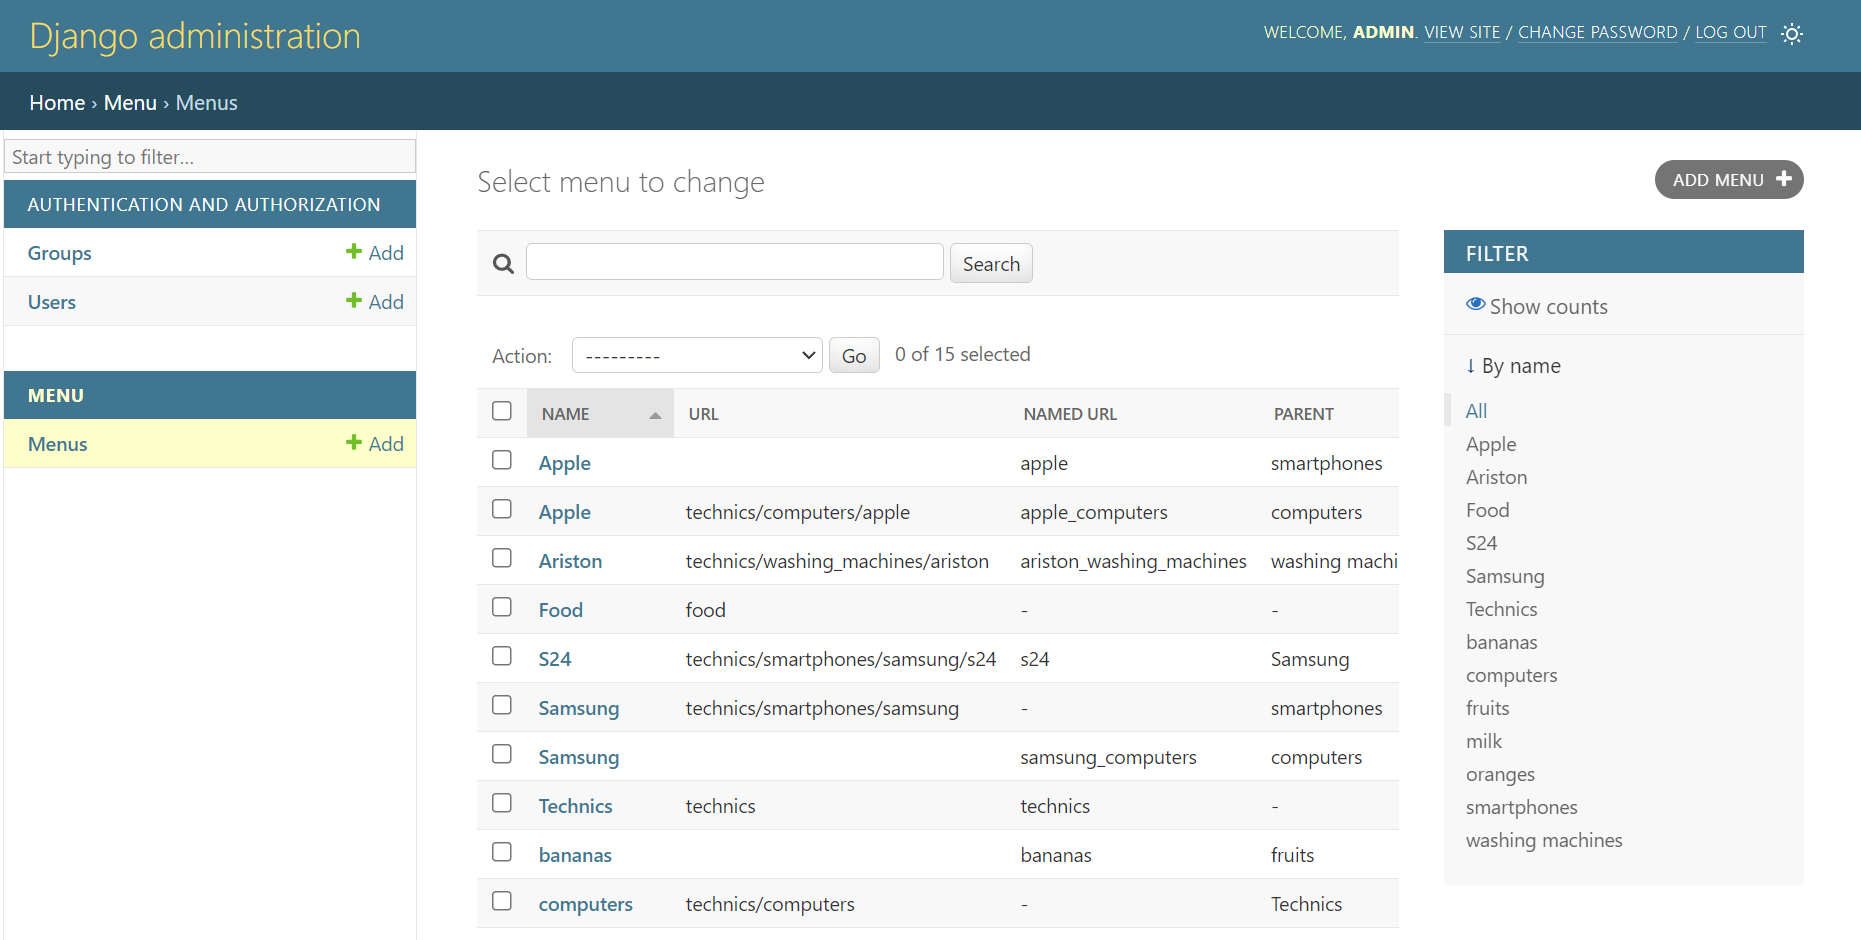 Django administration
WELCOME, ADMIN. VIEW SITE / CHANGE PASSWORD / LOG OUT
Home › Menu › Menus
Start typing to filter...
AUTHENTICATION AND AUTHORIZATION
Groups Add
Users Add
MENU
Menus Add
Select menu to change
ADD MENU
Search
Action: --------- Go 0 of 15 selected
NAME URL NAMED URL PARENT
Apple apple smartphones
Apple technics/computers/apple apple_computers computers
Ariston technics/washing_machines/ariston ariston_washing_machines washing machi
Food food - -
S24 technics/smartphones/samsung/s24 s24 Samsung
Samsung technics/smartphones/samsung - smartphones
Samsung samsung_computers computers
Technics technics technics -
bananas bananas fruits
computers technics/computers - Technics
FILTER
Show counts
↓ By name
All
Apple
Ariston
Food
S24
Samsung
Technics
bananas
computers
fruits
milk
oranges
smartphones
washing machines